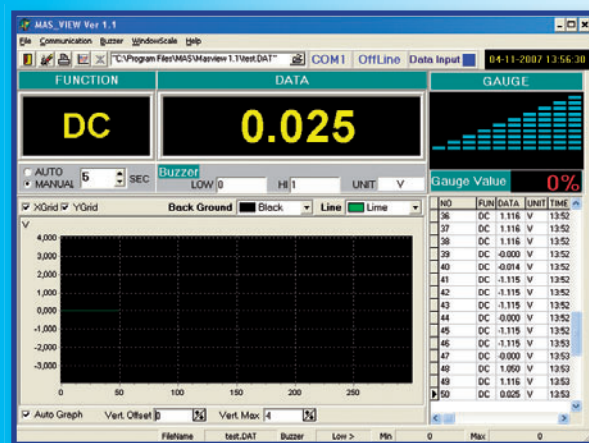 MAS_VIEW Ver 1.1
File Communication Buzzer WindowScale Help
"C:\Program Files\MAS\Masview 1.1\test.DAT" COM1 OffLine Data Input 04-11-2007 13:56:30
FUNCTION DATA GAUGE
DC 0.025
AUTO
MANUAL 5 SEC
Buzzer
LOW 0 HI 1 UNIT V
Gauge Value 0%
XGrid YGrid Back Ground Black Line Lime
V
4,000
3,000
2,000
1,000
0,000
-1,000
-2,000
-3,000
0 50 100 150 200 250
NO FUN DATA UNIT TIME
36 DC 1.116 V 13:52
37 DC 1.116 V 13:52
38 DC 1.116 V 13:52
39 DC -0.000 V 13:52
40 DC -0.014 V 13:52
41 DC -1.115 V 13:52
42 DC -1.115 V 13:52
43 DC -1.115 V 13:52
44 DC -0.000 V 13:52
45 DC -1.115 V 13:52
46 DC -1.115 V 13:53
47 DC -0.000 V 13:53
48 DC 1.050 V 13:53
49 DC 1.116 V 13:53
50 DC 0.025 V 13:53
Auto Graph Vert. Offset 0 Vert. Max 4
FileName test.DAT Buzzer Low > Min 0 Max 0